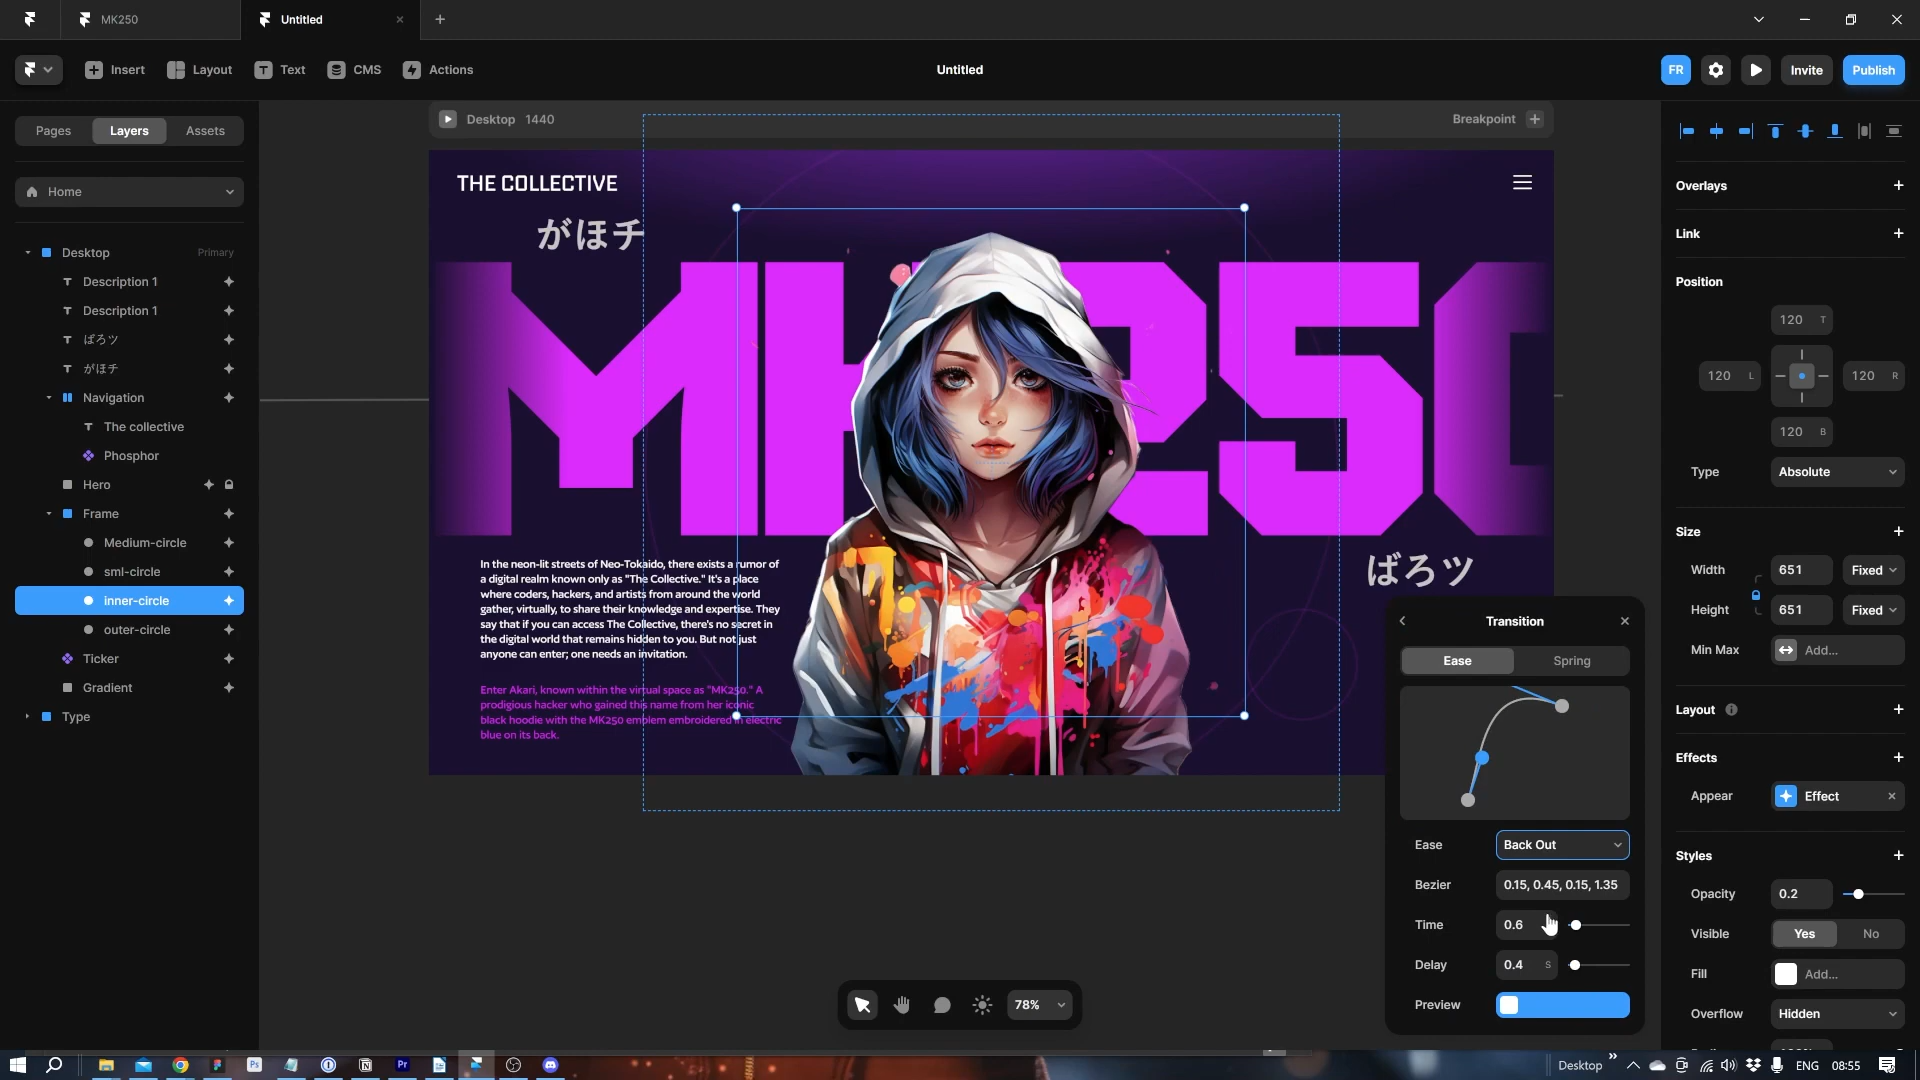 MK250
Untitled
Insert
Layout
Text
CMS
Actions
Untitled
FR
Invite
Publish
Pages
Layers
Assets
Home
Desktop
Primary
Description 1
Description 1
ばろツ
がほチ
Navigation
The collective
Phosphor
Hero
Frame
Medium-circle
sml-circle
inner-circle
outer-circle
Ticker
Gradient
Type
Desktop 1440
Breakpoint
THE COLLECTIVE
がほチ
MK250
In the neon-lit streets of Neo-Tokaido, there exists a rumor of
a digital realm known only as "The Collective." It's a place
where coders, hackers, and artists from around the world
gather, virtually, to share their knowledge and expertise. They
say that if you can access The Collective, there's no secret in
the digital world that remains hidden to you. But not just
anyone can enter; one needs an invitation.
Enter Akari, known within the virtual space as "MK250." A
prodigious hacker who gained this name from her iconic
black hoodie with the MK250 emblem embroidered in electric
blue on its back.
ばろツ
78%
Transition
Ease
Spring
Ease
Back Out
Bezier
0.15, 0.45, 0.15, 1.35
Time
0.6
Delay
0.4 S
Preview
Overlays
Link
Position
120 T
120 L
120 R
120 B
Type
Absolute
Size
Width
651
Fixed
Height
651
Fixed
Min Max
Add...
Layout
Effects
Appear
Effect
Styles
Opacity
0.2
Visible
Yes
No
Fill
Add...
Overflow
Hidden
Desktop
ENG
08:55